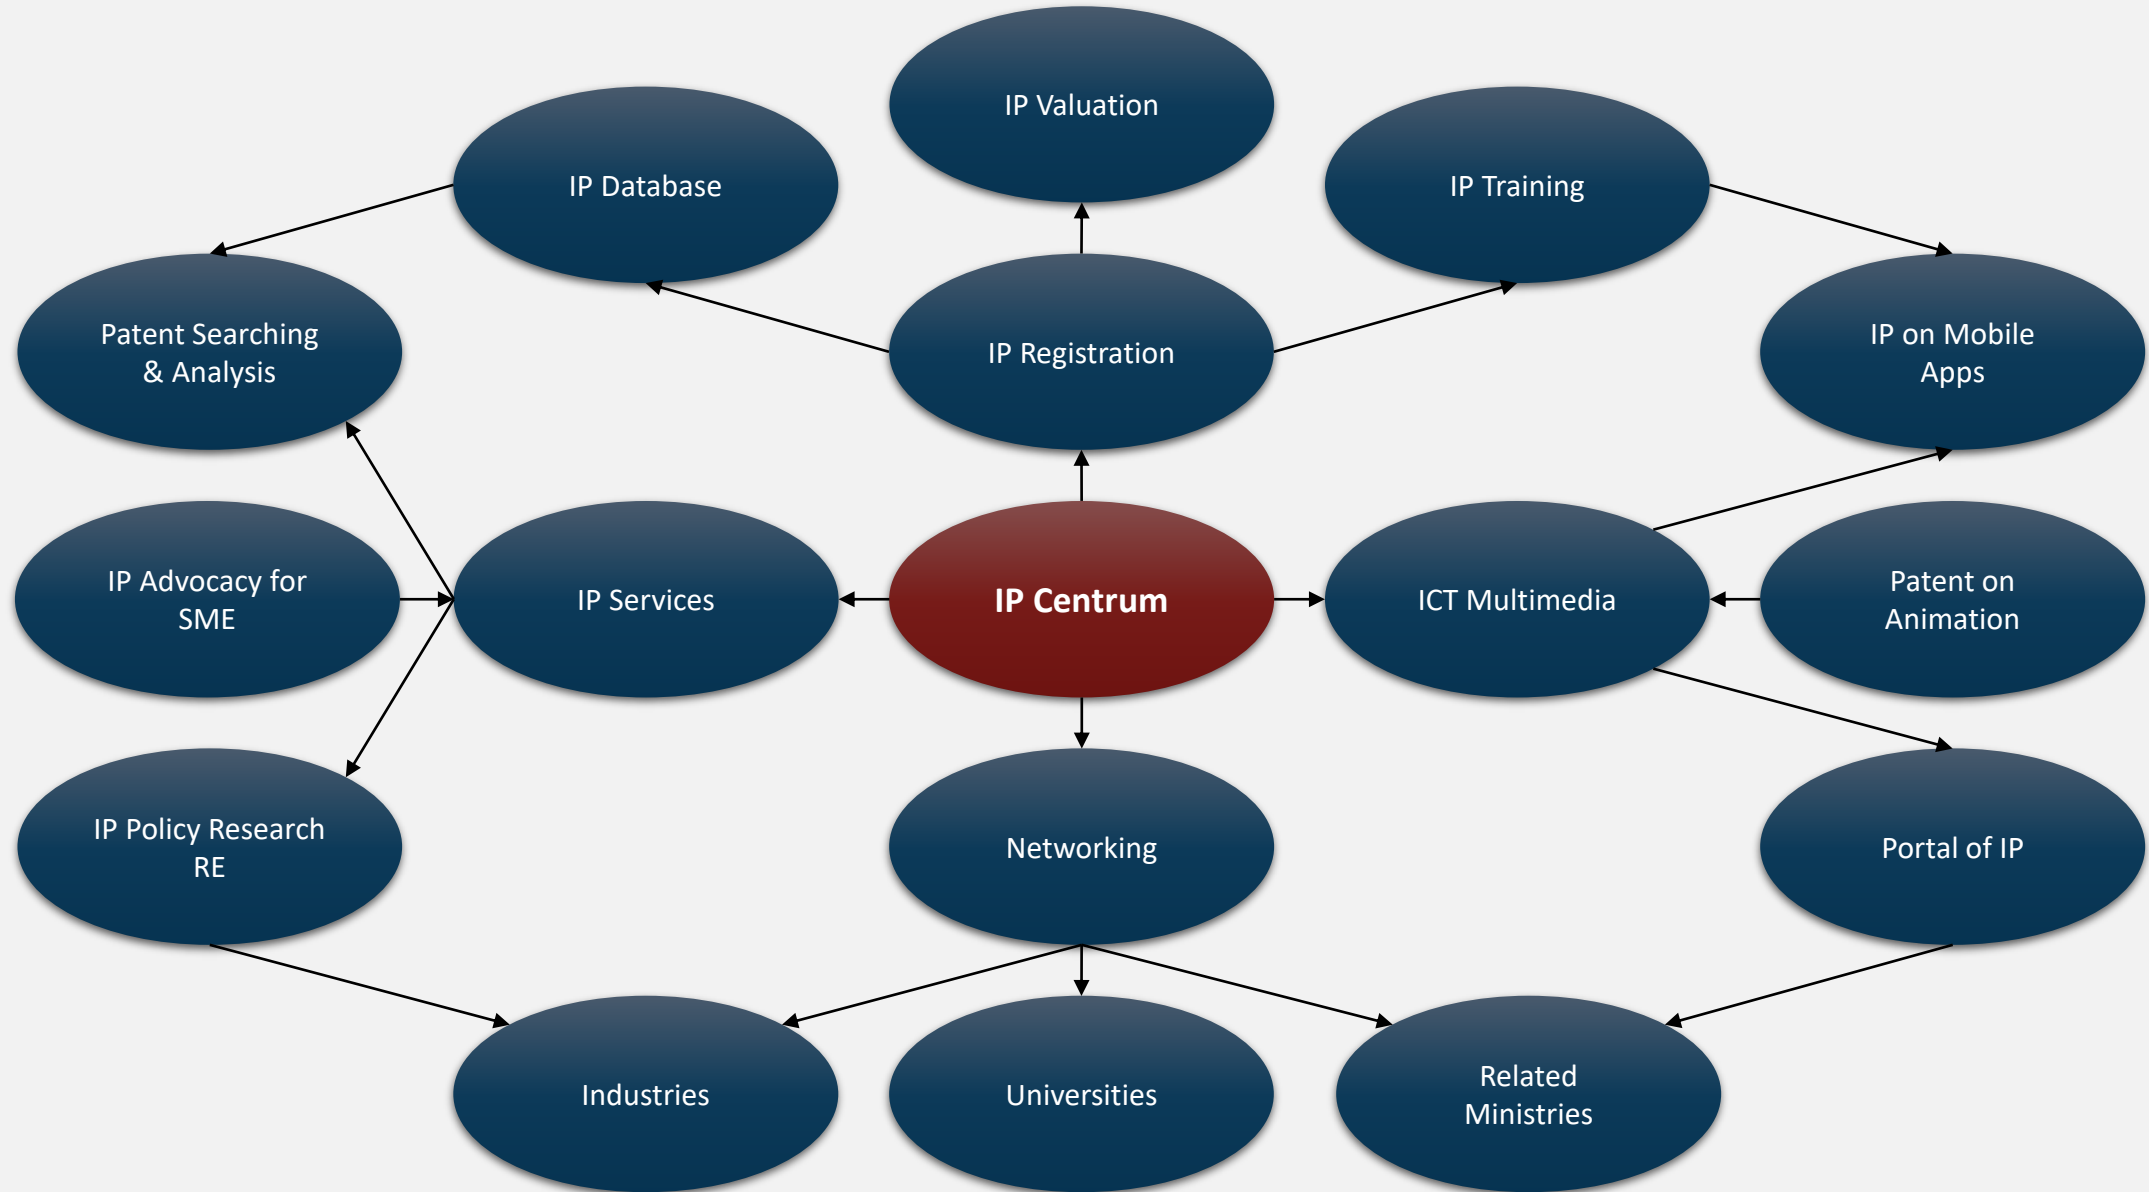 IP Valuation
IP Database
IP Training
Patent Searching
& Analysis
IP Registration
IP on Mobile
Apps
IP Advocacy for
SME
IP Services
IP Centrum
ICT Multimedia
Patent on
Animation
IP Policy Research
RE
Networking
Portal of IP
Industries
Universities
Related
Ministries